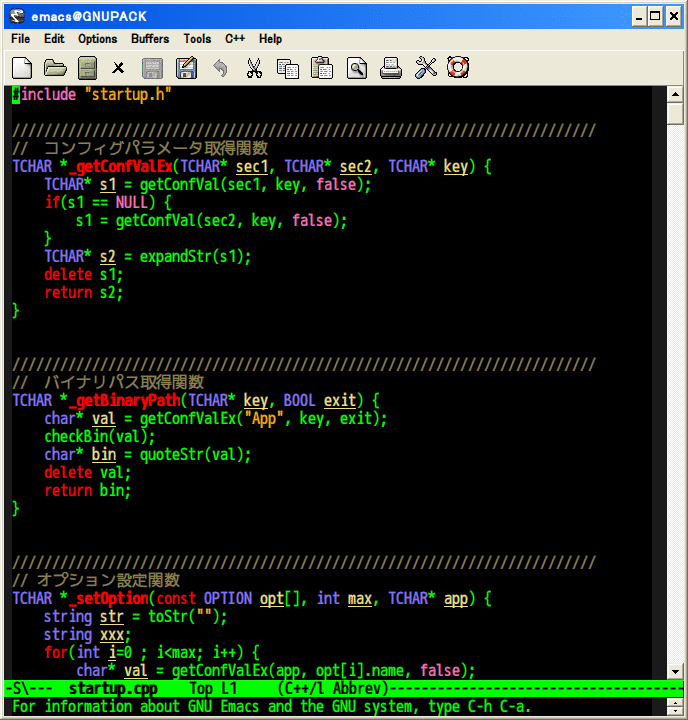 emacs@GNUPACK
File Edit Options Buffers Tools C++ Help
#include "startup.h"
/////////////////////////////////////////////////////////////////////////
//  コンフィグパラメータ取得関数
TCHAR *_getConfValEx(TCHAR* sec1, TCHAR* sec2, TCHAR* key) {
    TCHAR* s1 = getConfVal(sec1, key, false);
    if(s1 == NULL) {
        s1 = getConfVal(sec2, key, false);
    }
    TCHAR* s2 = expandStr(s1);
    delete s1;
    return s2;
}
/////////////////////////////////////////////////////////////////////////
//  バイナリパス取得関数
TCHAR *_getBinaryPath(TCHAR* key, BOOL exit) {
    char* val = getConfValEx("App", key, exit);
    checkBin(val);
    char* bin = quoteStr(val);
    delete val;
    return bin;
}
/////////////////////////////////////////////////////////////////////////
// オプション設定関数
TCHAR *_setOption(const OPTION opt[], int max, TCHAR* app) {
    string str = toStr("");
    string xxx;
    for(int i=0 ; i<max; i++) {
        char* val = getConfValEx(app, opt[i].name, false);
-S\---  startup.cpp    Top L1     (C++/l Abbrev)-------------------------------------
For information about GNU Emacs and the GNU system, type C-h C-a.